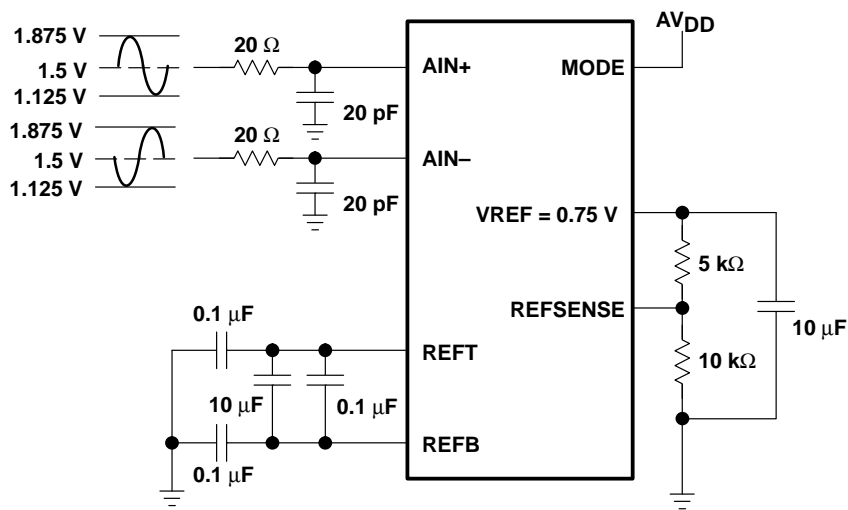 1.875 V
1.5 V
1.125 V
20 Ω
AIN+
20 pF
1.875 V
1.5 V
1.125 V
20 Ω
AIN–
20 pF
AVDD
MODE
VREF = 0.75 V
5 kΩ
REFSENSE
10 μF
10 kΩ
0.1 μF
REFT
10 μF
0.1 μF
REFB
0.1 μF